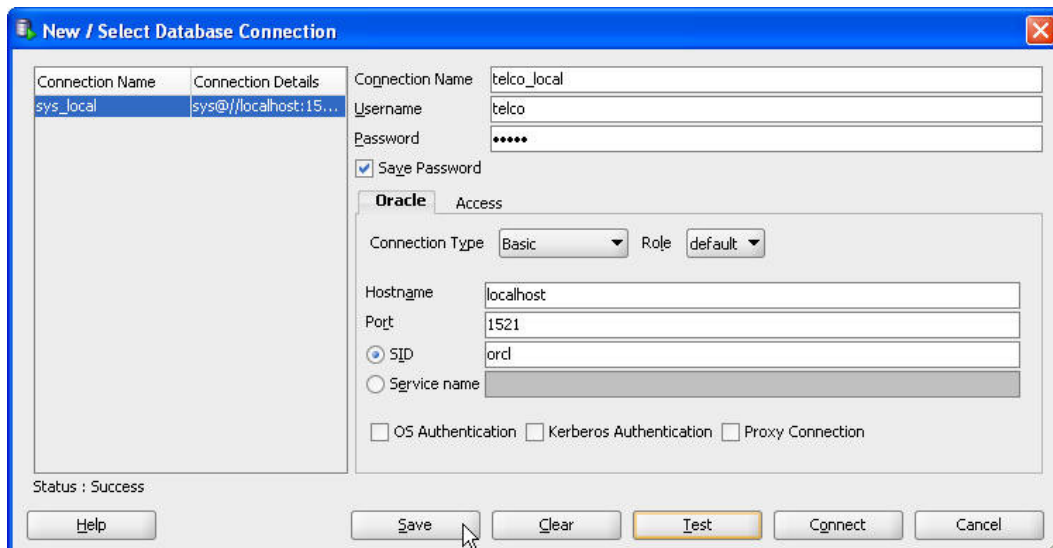 New / Select Database Connection
Connection Name Connection Details
sys_local sys@//localhost:15...
Connection Name telco_local
Username telco
Password •••••
Save Password
Oracle Access
Connection Type Basic Role default
Hostname localhost
Port 1521
SID orcl
Service name
OS Authentication Kerberos Authentication Proxy Connection
Status : Success
Help Save Clear Test Connect Cancel